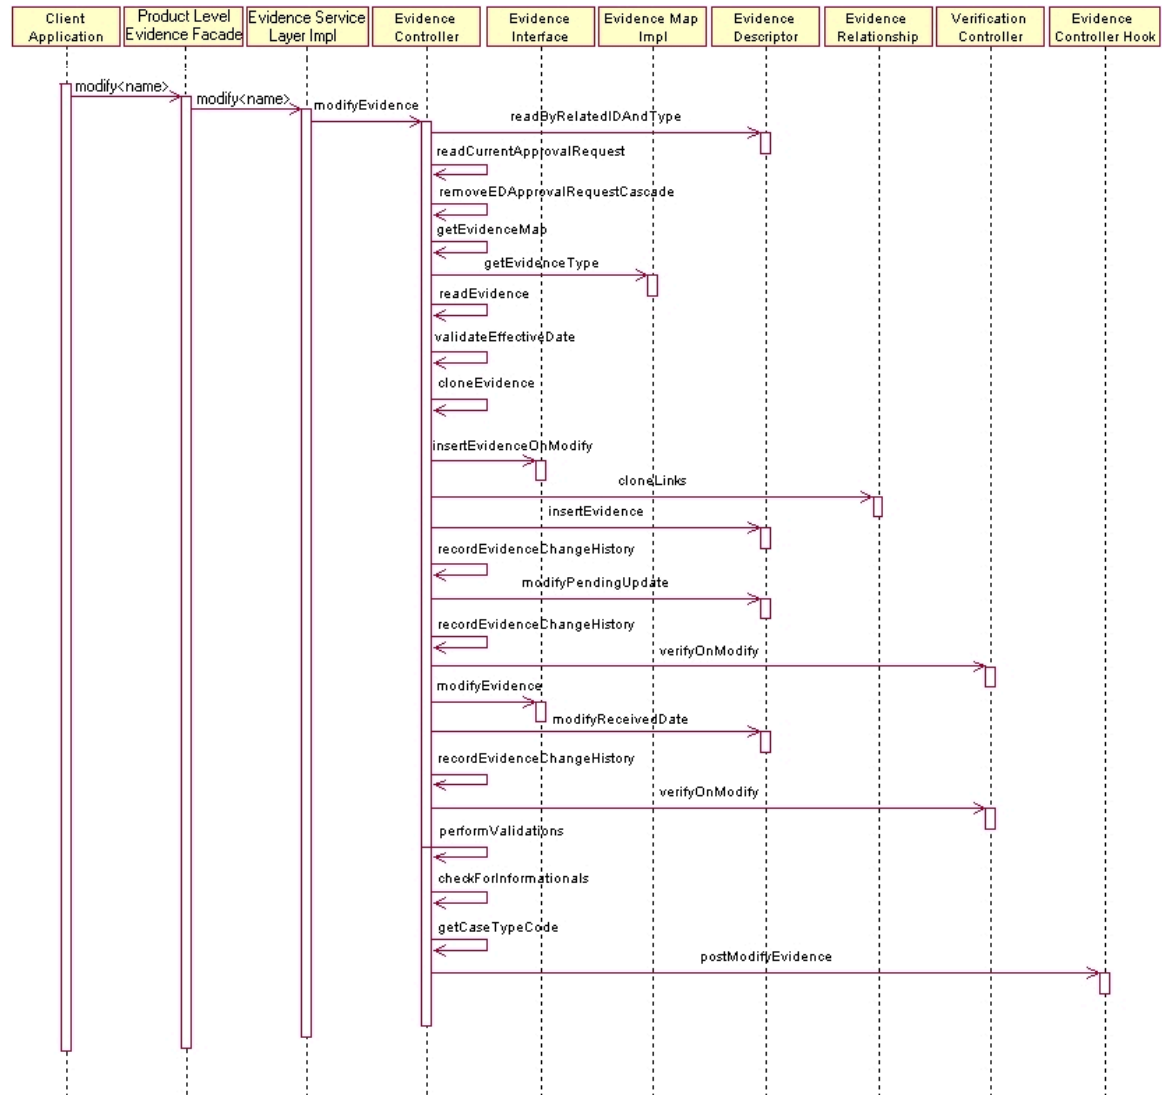 Client
Application
Product Level
Evidence Facade
Evidence Service
Layer Impl
Evidence
Controller
Evidence
Interface
Evidence Map
Impl
Evidence
Descriptor
Evidence
Relationship
Verification
Controller
Evidence
Controller Hook
modify<name>
modify<name>
modifyEvidence
readByRelatedIDAndType
readCurrentApprovalRequest
removeEDApprovalRequestCascade
getEvidenceMap
getEvidenceType
readEvidence
validateEffectiveDate
cloneEvidence
insertEvidenceOnModify
cloneLinks
insertEvidence
recordEvidenceChangeHistory
modifyPendingUpdate
recordEvidenceChangeHistory
verifyOnModify
modifyEvidence
modifyReceivedDate
recordEvidenceChangeHistory
verifyOnModify
performValidations
checkForInformationals
getCaseTypeCode
postModifyEvidence